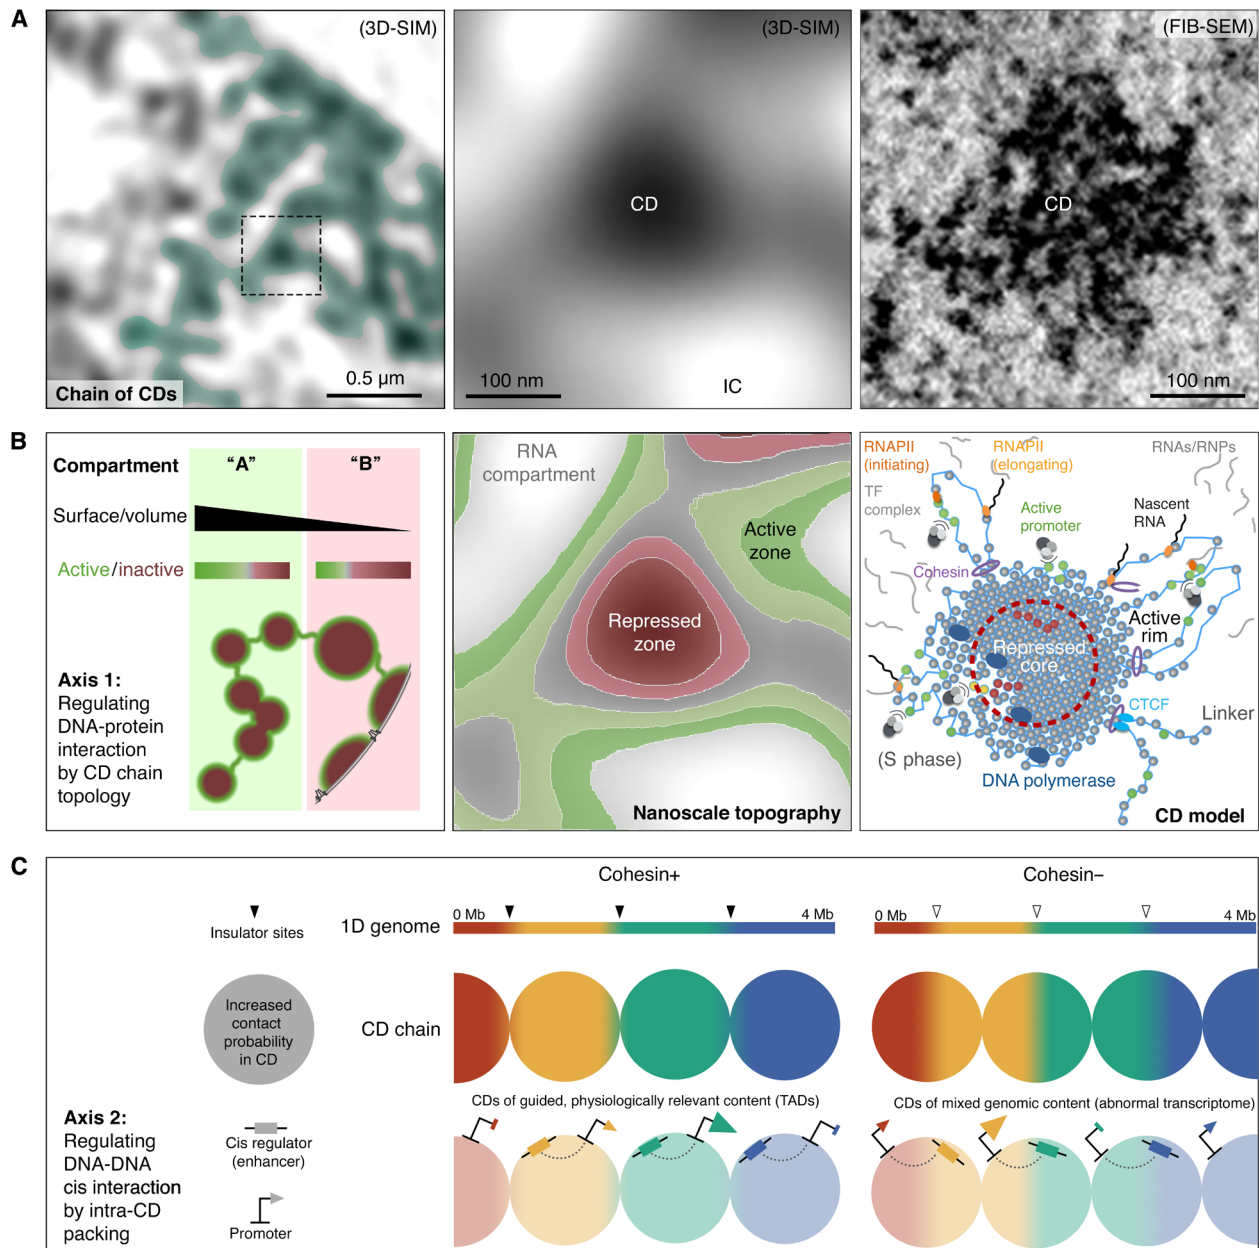 A
(3D-SIM)
Chain of CDs
0.5 µm
(3D-SIM)
CD
100 nm
IC
(FIB-SEM)
CD
100 nm
B
Compartment
“A”
“B”
Surface/volume
Active/inactive
Axis 1:
Regulating
DNA-protein
interaction
by CD chain
topology
RNA
compartment
Active
zone
Repressed
zone
Nanoscale topography
RNAPII
(initiating)
RNAPII
(elongating)
RNAs/RNPs
TF
complex
Active
promoter
Nascent
RNA
Cohesin
Active
rim
Repressed
core
CTCF
Linker
(S phase)
DNA polymerase
CD model
C
Cohesin+
Cohesin–
Insulator sites
1D genome
0 Mb
4 Mb
0 Mb
4 Mb
Increased
contact
probability
in CD
CD chain
CDs of guided, physiologically relevant content (TADs)
CDs of mixed genomic content (abnormal transcriptome)
Axis 2:
Regulating
DNA-DNA
cis interaction
by intra-CD
packing
Cis regulator
(enhancer)
Promoter